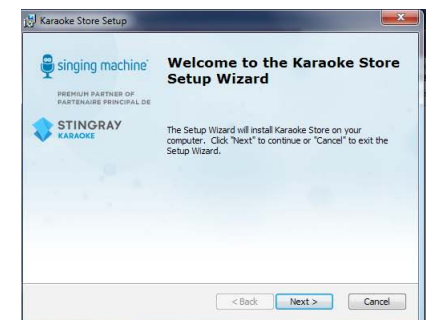 Karaoke Store Setup
singing machine®
PREMIUM PARTNER OF
PARTENAIRE PRINCIPAL DE
STINGRAY
KARAOKE
Welcome to the Karaoke Store
Setup Wizard
The Setup Wizard will install Karaoke Store on your
computer. Click "Next" to continue or "Cancel" to exit the
Setup Wizard.
< Back
Next >
Cancel